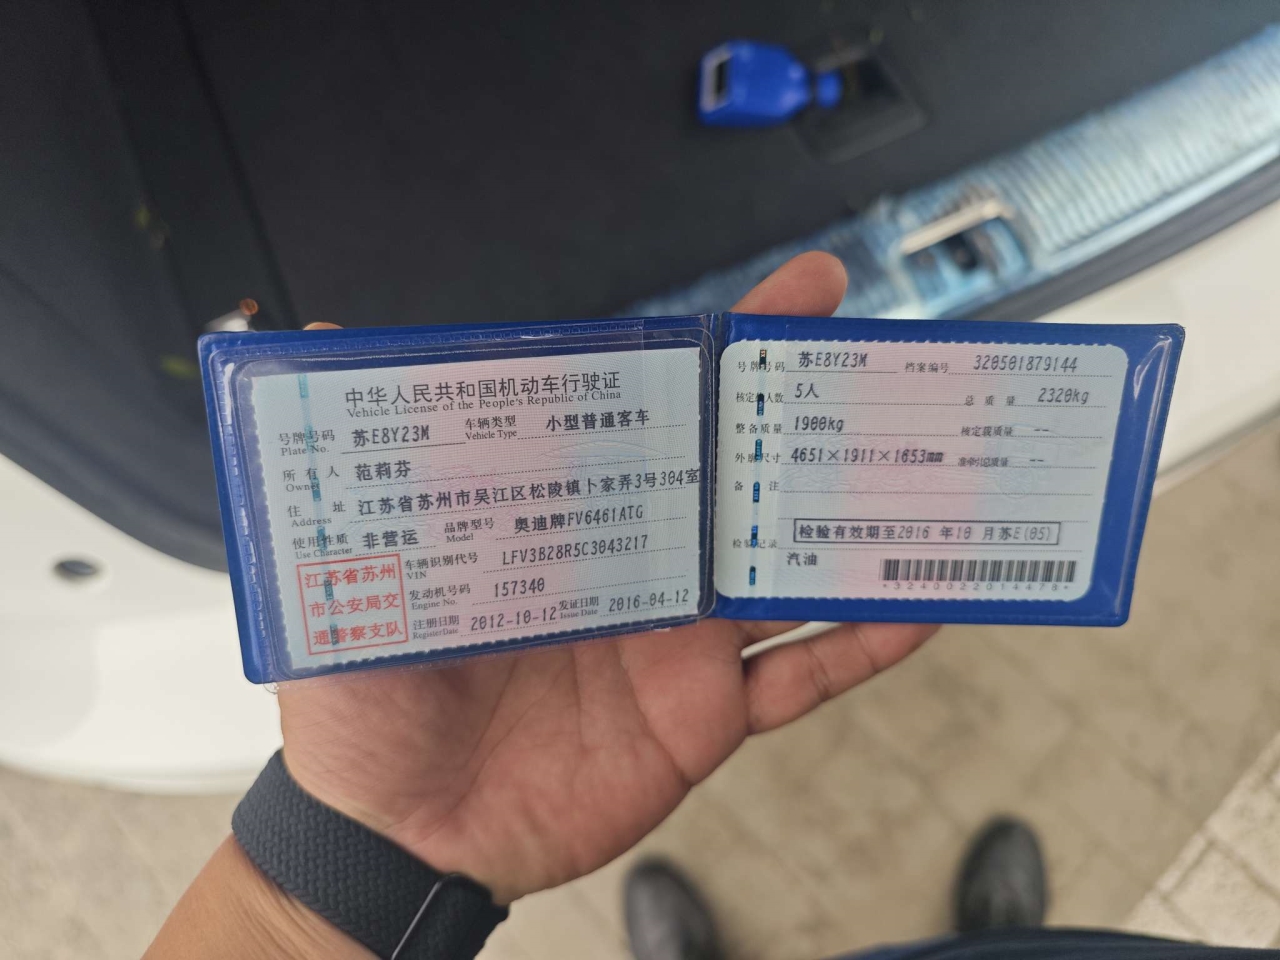 中华人民共和国机动车行驶证
Vehicle License of the People's Republic of China
号牌号码 苏E8Y23M 车辆类型 小型普通客车
Plate No. Vehicle Type
所有人 范莉芬
Owner
住址 江苏省苏州市吴江区松陵镇卜家弄3号304室
Address
使用性质 非营运 品牌型号 奥迪牌FV6461ATG
Use Character Model
车辆识别代号 LFV3B28R5C3043217
VIN
发动机号码 157340
Engine No.
注册日期 2012-10-12 发证日期 2016-04-12
RegisterDate Issue Date
江苏省苏州
市公安局交
通警察支队
号牌号码 苏E8Y23M 档案编号 320501879144
核定人数 5人 总质量 2320kg
整备质量 1900kg 核定载质量 --
外廓尺寸 4651×1911×1653 准牵引总质量 --
备注
检验有效期至2016年10月苏E(05)
检验记录
汽油
*3240022014478*